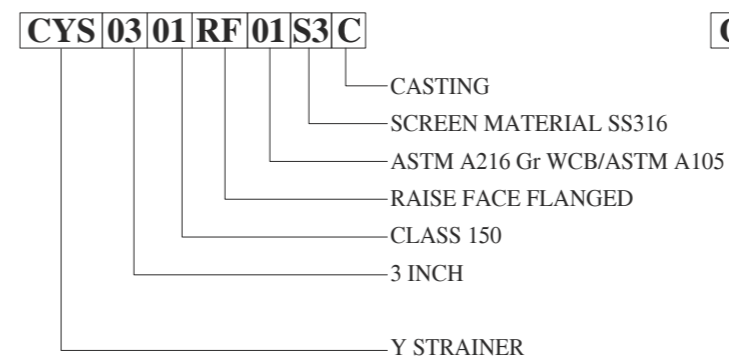 CYS 03 01 RF 01 S3 C
CASTING
SCREEN MATERIAL SS316
ASTM A216 Gr WCB/ASTM A105
RAISE FACE FLANGED
CLASS 150
3 INCH
Y STRAINER